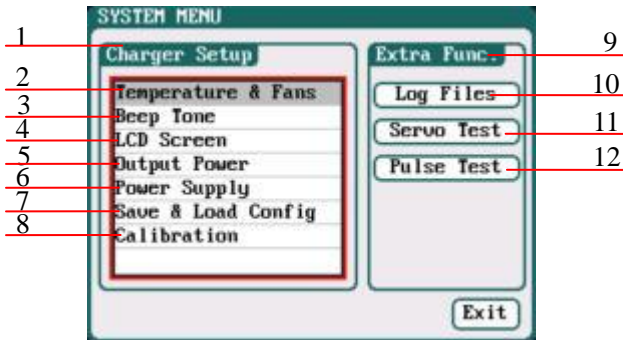 SYSTEM MENU
1
Charger Setup
2
Temperature & Fans
3
Beep Tone
4
LCD Screen
5
Output Power
6
Power Supply
7
Save & Load Config
8
Calibration
9
Extra Func.
10
Log Files
11
Servo Test
12
Pulse Test
Exit